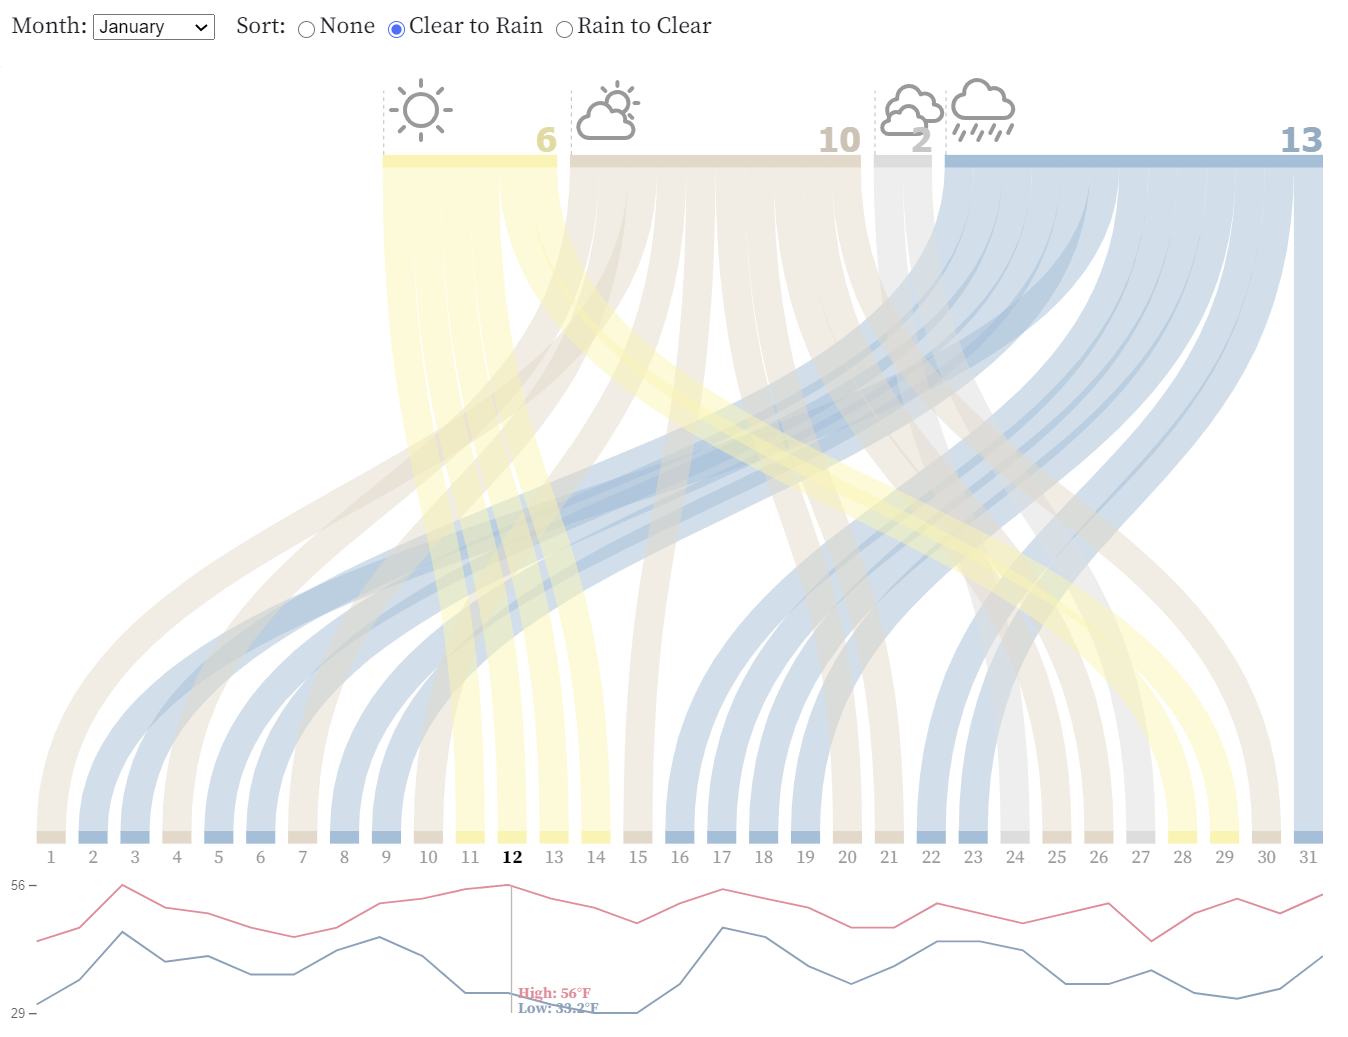 Month: January Sort: None Clear to Rain Rain to Clear
6 10 2 13
1 2 3 4 5 6 7 8 9 10 11 12 13 14 15 16 17 18 19 20 21 22 23 24 25 26 27 28 29 30 31
56
High: 56°F
Low: 33.2°F
29